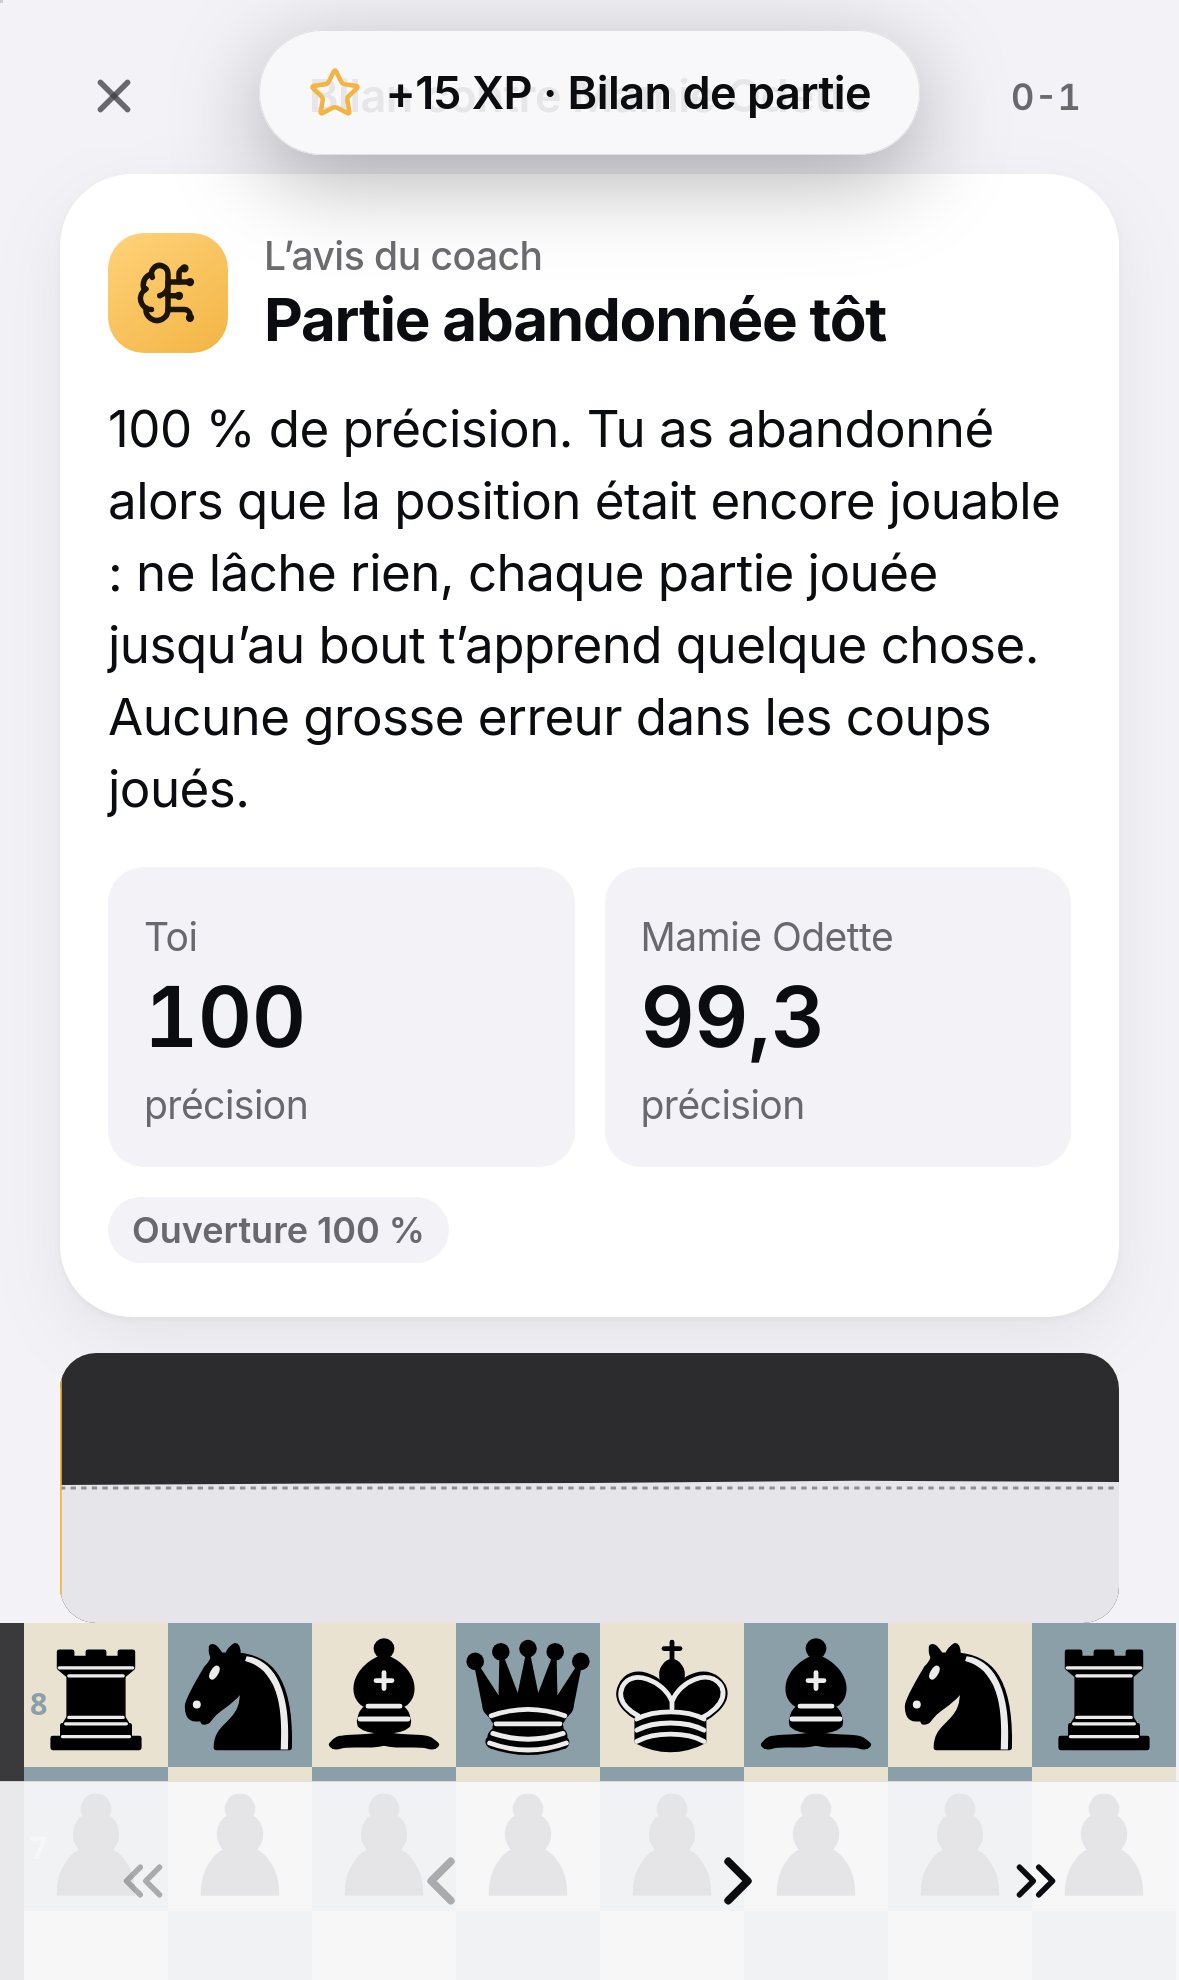 +15 XP · Bilan de partie
0-1
L’avis du coach
Partie abandonnée tôt
100 % de précision. Tu as abandonné
alors que la position était encore jouable
: ne lâche rien, chaque partie jouée
jusqu’au bout t’apprend quelque chose.
Aucune grosse erreur dans les coups
joués.
Toi
100
précision
Mamie Odette
99,3
précision
Ouverture 100 %
8
7